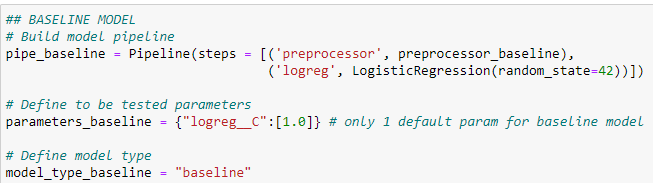 ## BASELINE MODEL
# Build model pipeline
pipe_baseline = Pipeline(steps = [('preprocessor', preprocessor_baseline),
('logreg', LogisticRegression(random_state=42))])
# Define to be tested parameters
parameters_baseline = {"logreg__C":[1.0]} # only 1 default param for baseline model
# Define model type
model_type_baseline = "baseline"